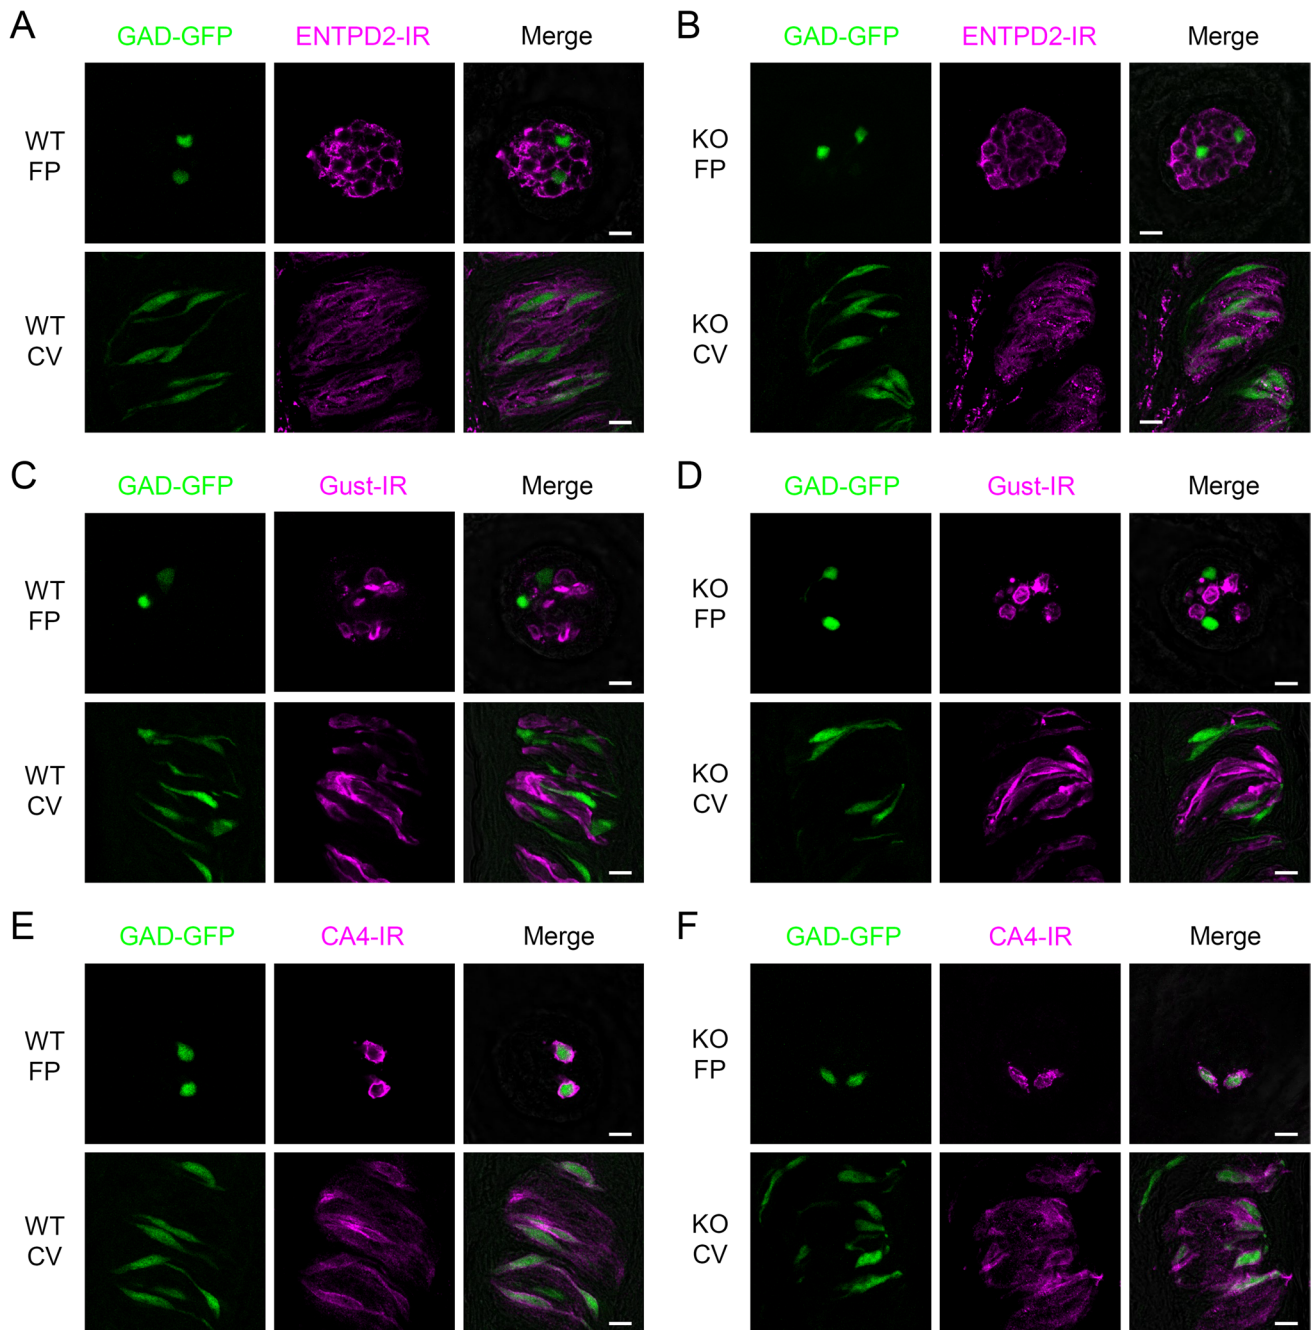 A
GAD-GFP ENTPD2-IR Merge
WT
FP
WT
CV
B
GAD-GFP ENTPD2-IR Merge
KO
FP
KO
CV
C
GAD-GFP Gust-IR Merge
WT
FP
WT
CV
D
GAD-GFP Gust-IR Merge
KO
FP
KO
CV
E
GAD-GFP CA4-IR Merge
WT
FP
WT
CV
F
GAD-GFP CA4-IR Merge
KO
FP
KO
CV